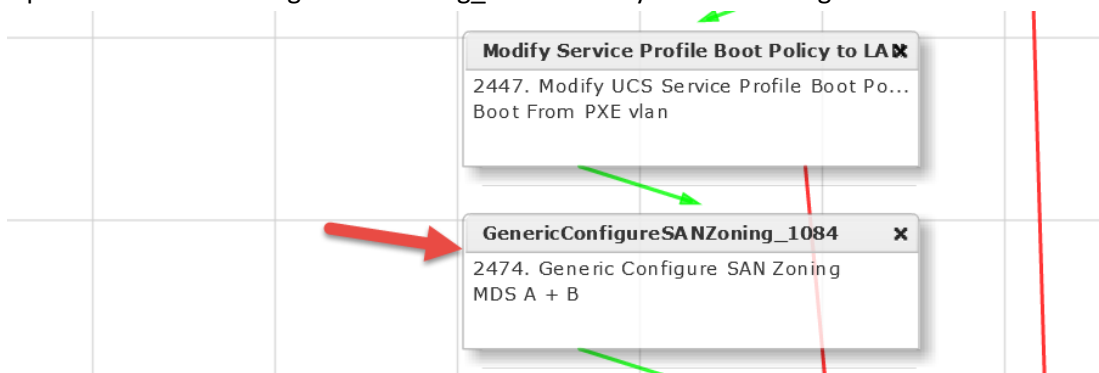 Modify Service Profile Boot Policy to LA
2447. Modify UCS Service Profile Boot Po...
Boot From PXE vlan
GenericConfigureSANZoning_1084
2474. Generic Configure SAN Zoning
MDS A + B